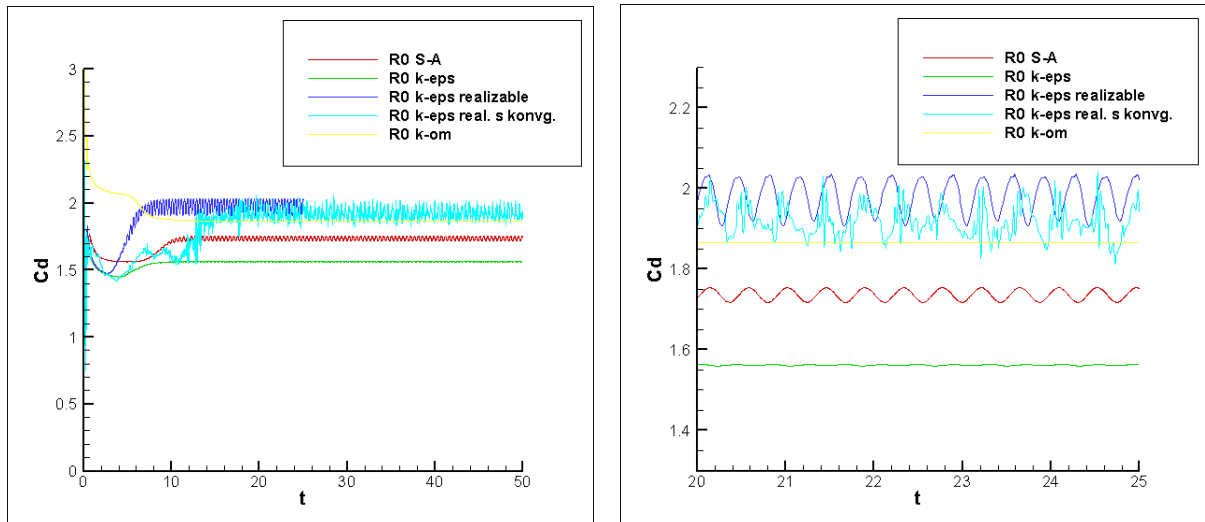 R0 S-A
R0 k-eps
R0 k-eps realizable
R0 k-eps real. s konvg.
R0 k-om
3
2.5
2
1.5
1
0.5
0
Cd
0
10
20
30
40
50
t
R0 S-A
R0 k-eps
R0 k-eps realizable
R0 k-eps real. s konvg.
R0 k-om
2.2
2
1.8
1.6
1.4
Cd
20
21
22
23
24
25
t